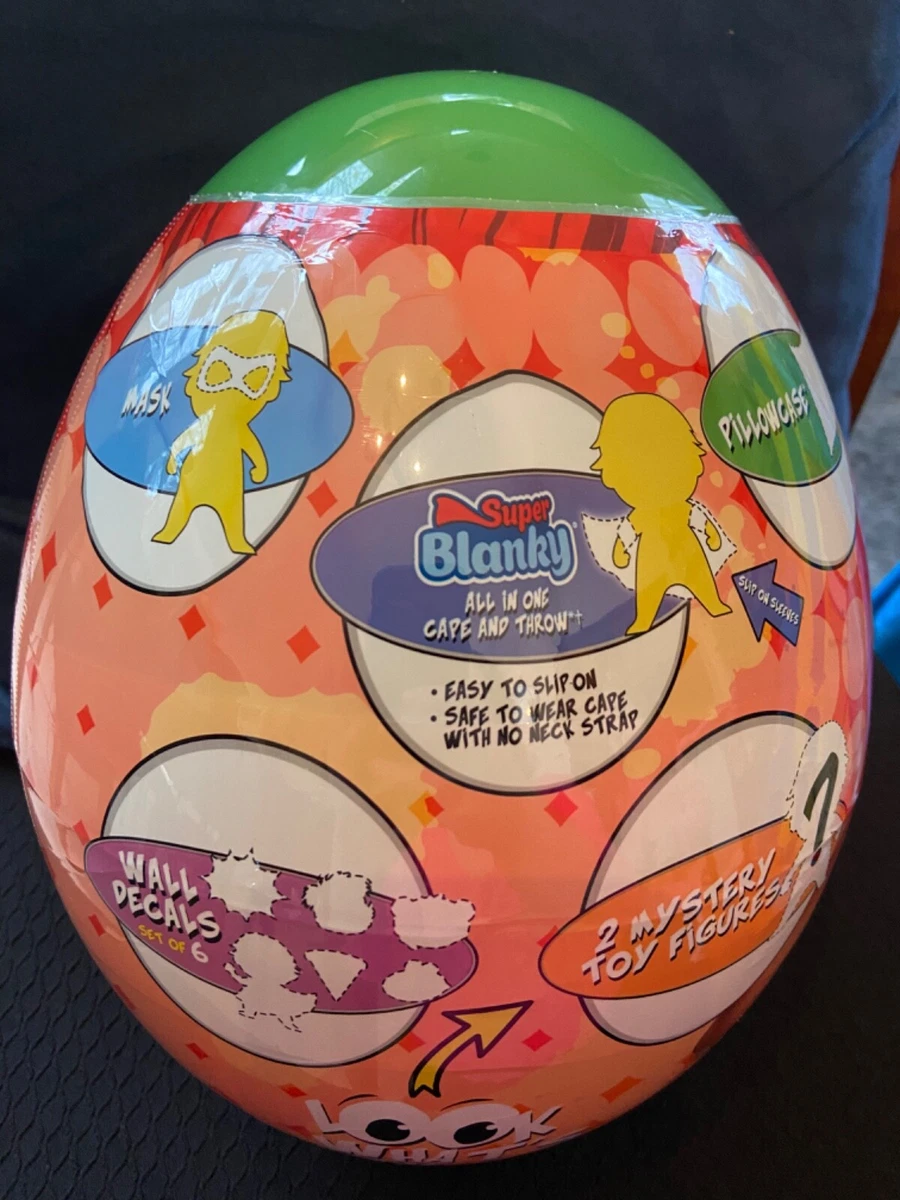 MASK
PILLOWCASE
Super
Blanky
ALL IN ONE
CAPE AND THROW*†
SLIP ON SLEEVES
• EASY TO SLIP ON
• SAFE TO WEAR CAPE
WITH NO NECK STRAP
WALL
DECALS
SET OF 6
?
2 MYSTERY
TOY FIGURES
LOOK
WHAT'S